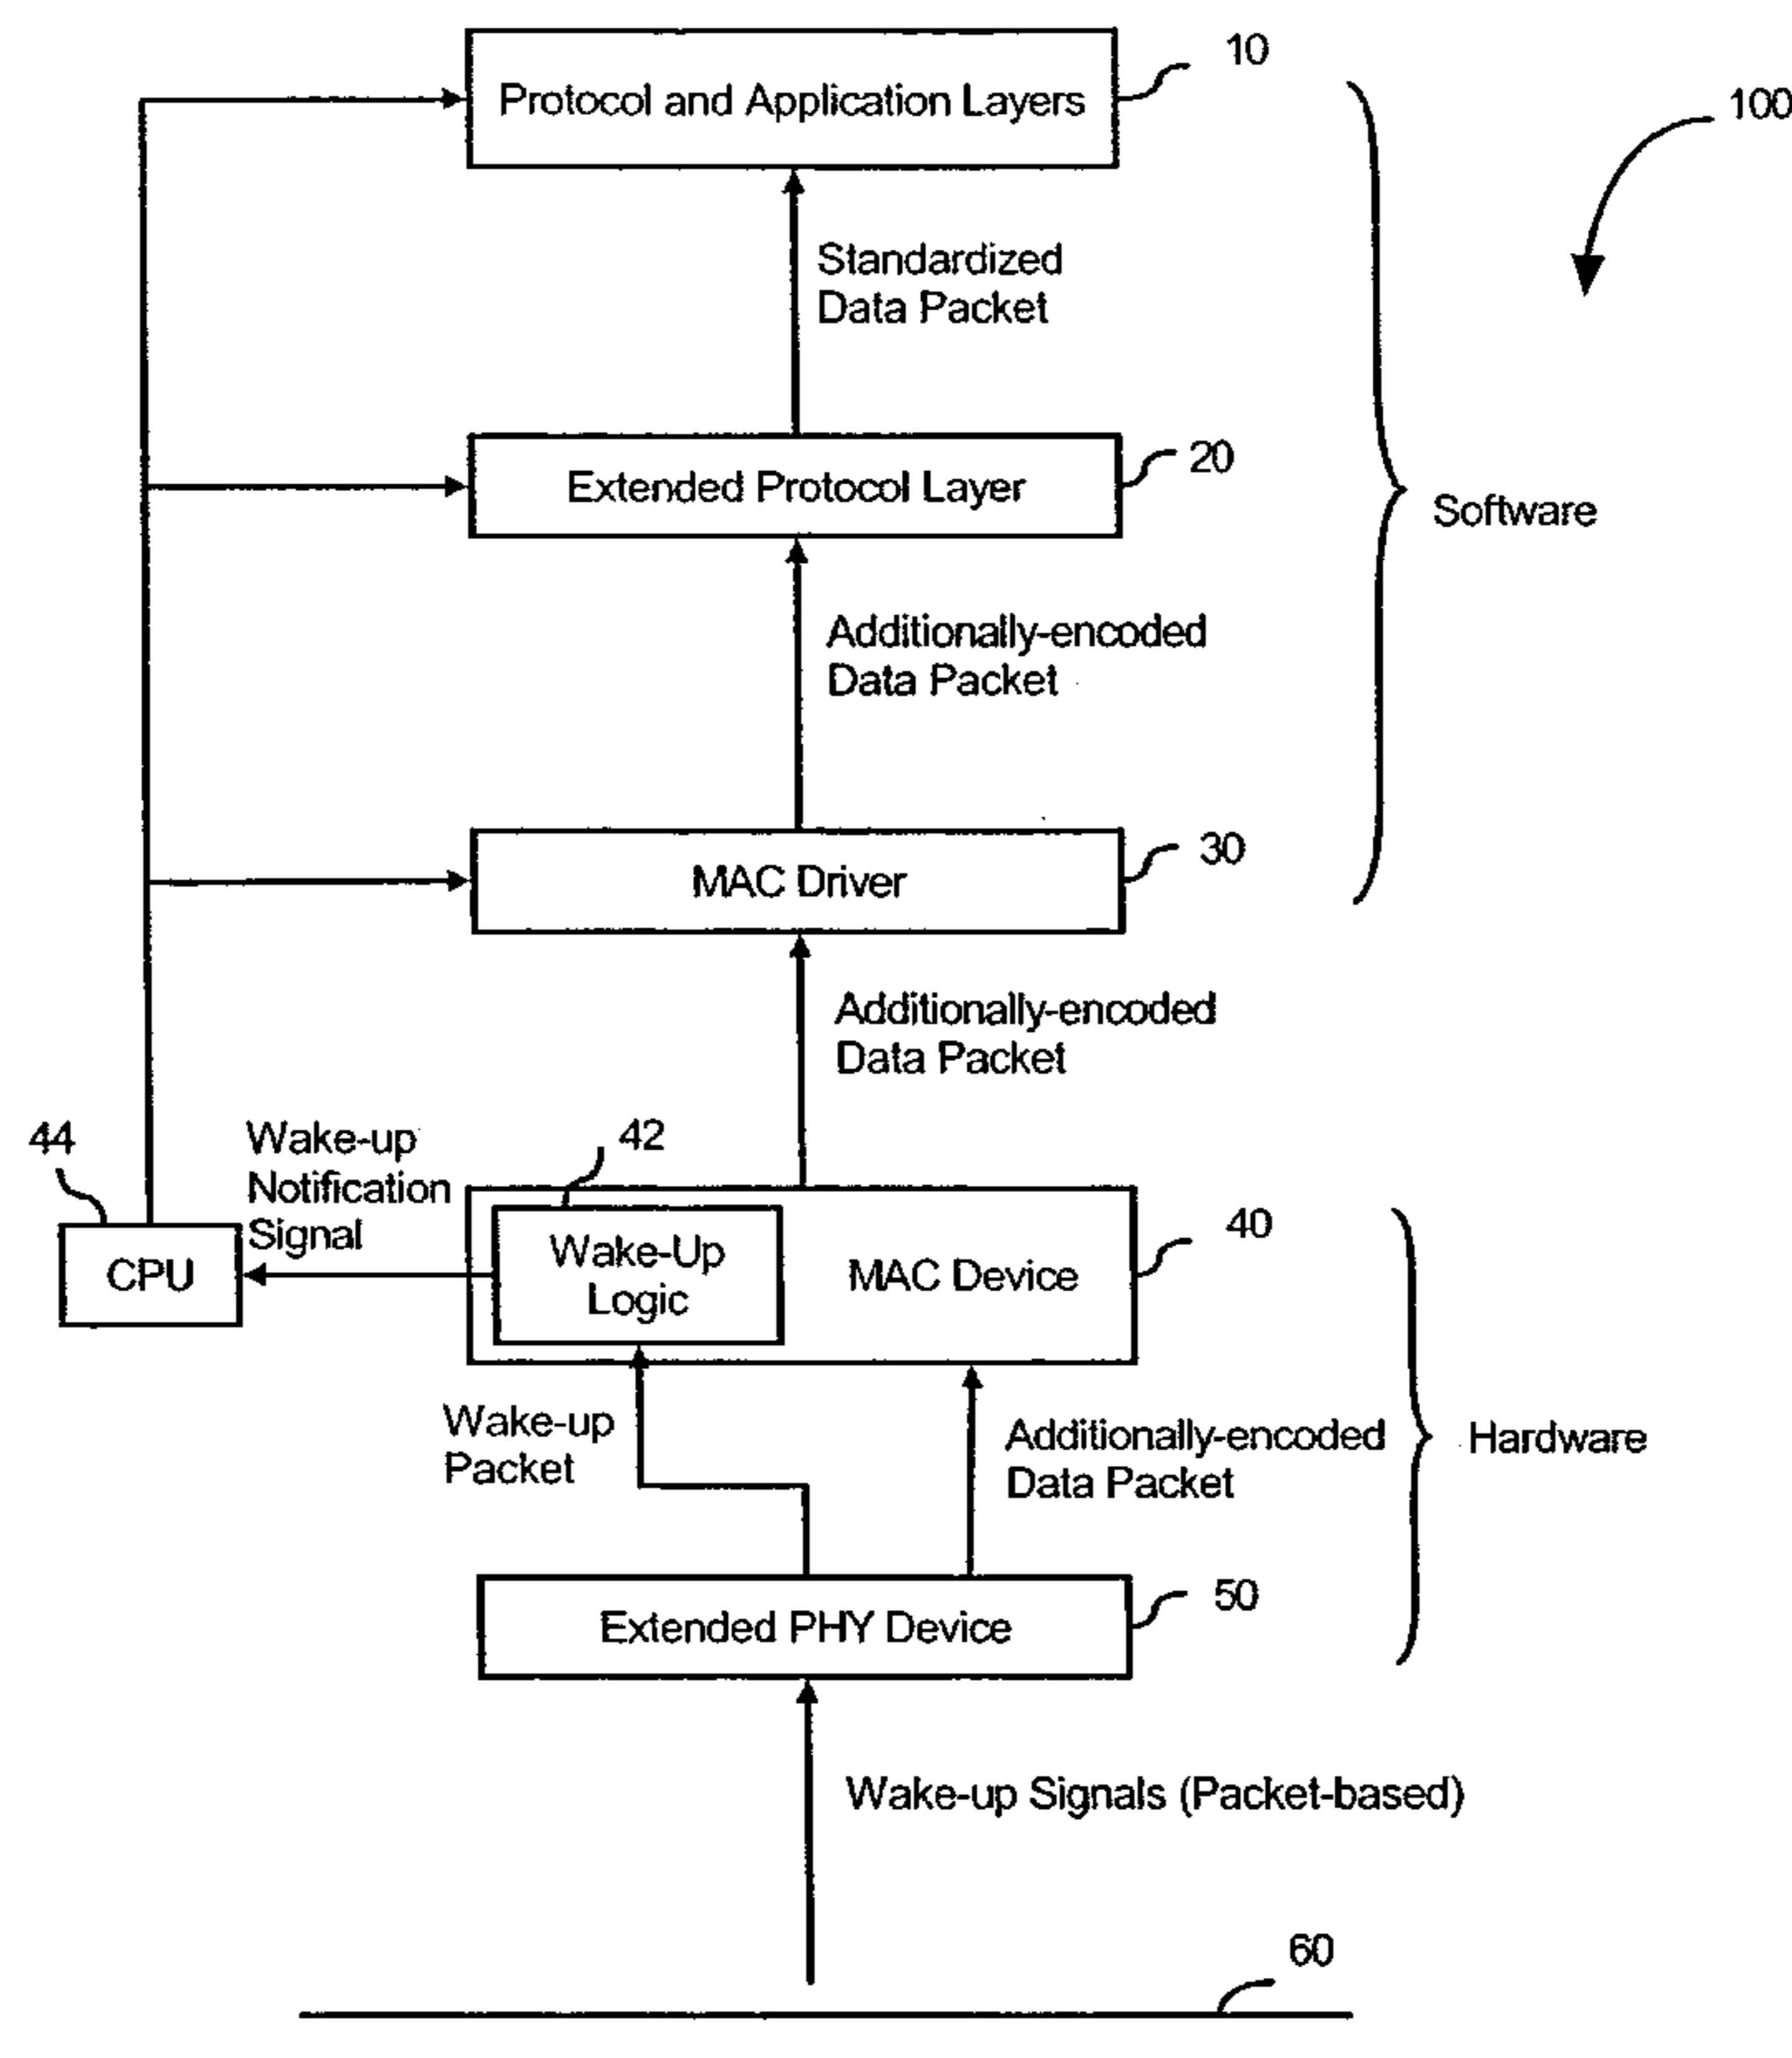 10
Protocol and Application Layers
100
Standardized
Data Packet
20
Extended Protocol Layer
Software
Additionally-encoded
Data Packet
30
MAC Driver
Additionally-encoded
Data Packet
44
Wake-up
Notification
Signal
42
40
CPU
Wake-Up
Logic
MAC Device
Wake-up
Packet
Additionally-encoded
Data Packet
Hardware
50
Extended PHY Device
Wake-up Signals (Packet-based)
60